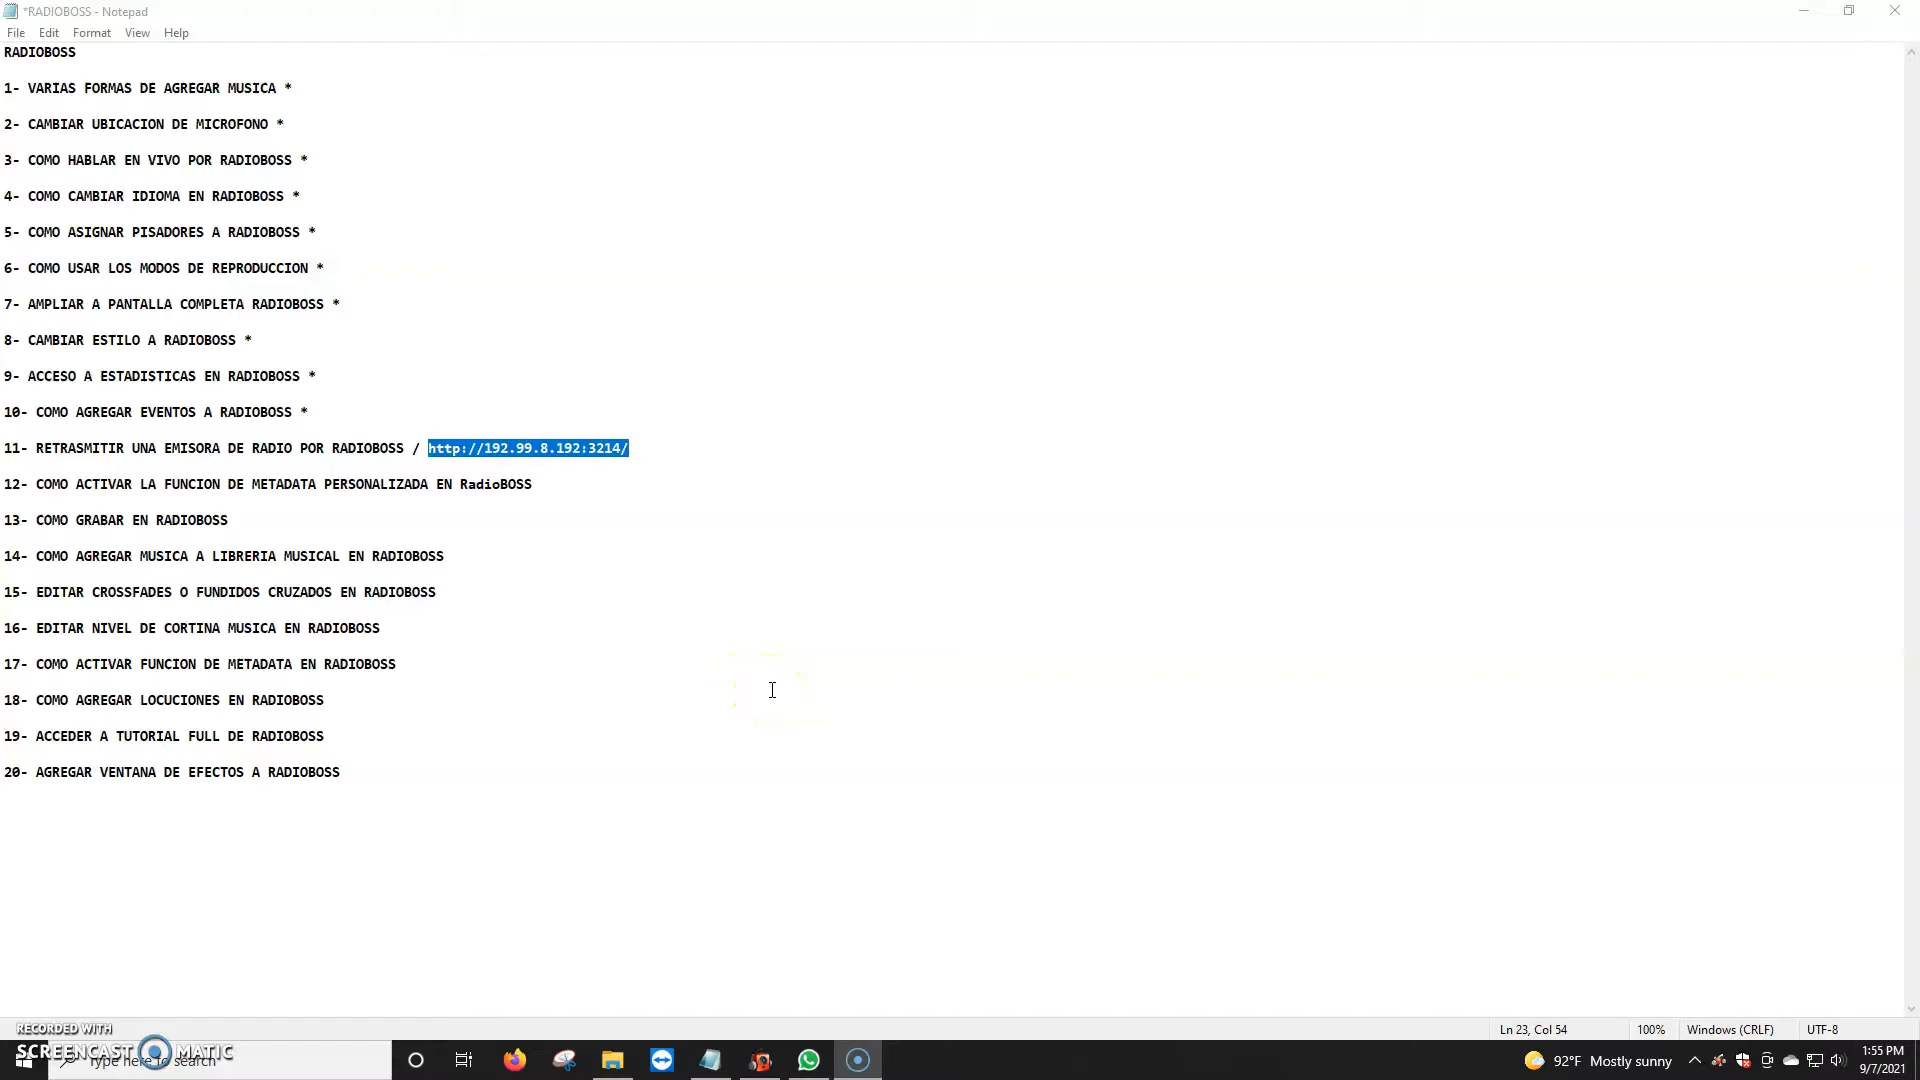 *RADIOBOSS - Notepad
File Edit Format View Help
RADIOBOSS
1- VARIAS FORMAS DE AGREGAR MUSICA *
2- CAMBIAR UBICACION DE MICROFONO *
3- COMO HABLAR EN VIVO POR RADIOBOSS *
4- COMO CAMBIAR IDIOMA EN RADIOBOSS *
5- COMO ASIGNAR PISADORES A RADIOBOSS *
6- COMO USAR LOS MODOS DE REPRODUCCION *
7- AMPLIAR A PANTALLA COMPLETA RADIOBOSS *
8- CAMBIAR ESTILO A RADIOBOSS *
9- ACCESO A ESTADISTICAS EN RADIOBOSS *
10- COMO AGREGAR EVENTOS A RADIOBOSS *
11- RETRASMITIR UNA EMISORA DE RADIO POR RADIOBOSS / http://192.99.8.192:3214/
12- COMO ACTIVAR LA FUNCION DE METADATA PERSONALIZADA EN RadioBOSS
13- COMO GRABAR EN RADIOBOSS
14- COMO AGREGAR MUSICA A LIBRERIA MUSICAL EN RADIOBOSS
15- EDITAR CROSSFADES O FUNDIDOS CRUZADOS EN RADIOBOSS
16- EDITAR NIVEL DE CORTINA MUSICA EN RADIOBOSS
17- COMO ACTIVAR FUNCION DE METADATA EN RADIOBOSS
18- COMO AGREGAR LOCUCIONES EN RADIOBOSS
19- ACCEDER A TUTORIAL FULL DE RADIOBOSS
20- AGREGAR VENTANA DE EFECTOS A RADIOBOSS
Ln 23, Col 54 100% Windows (CRLF) UTF-8
RECORDED WITH
SCREENCAST MATIC
Type here to search
92°F Mostly sunny
1:55 PM
9/7/2021